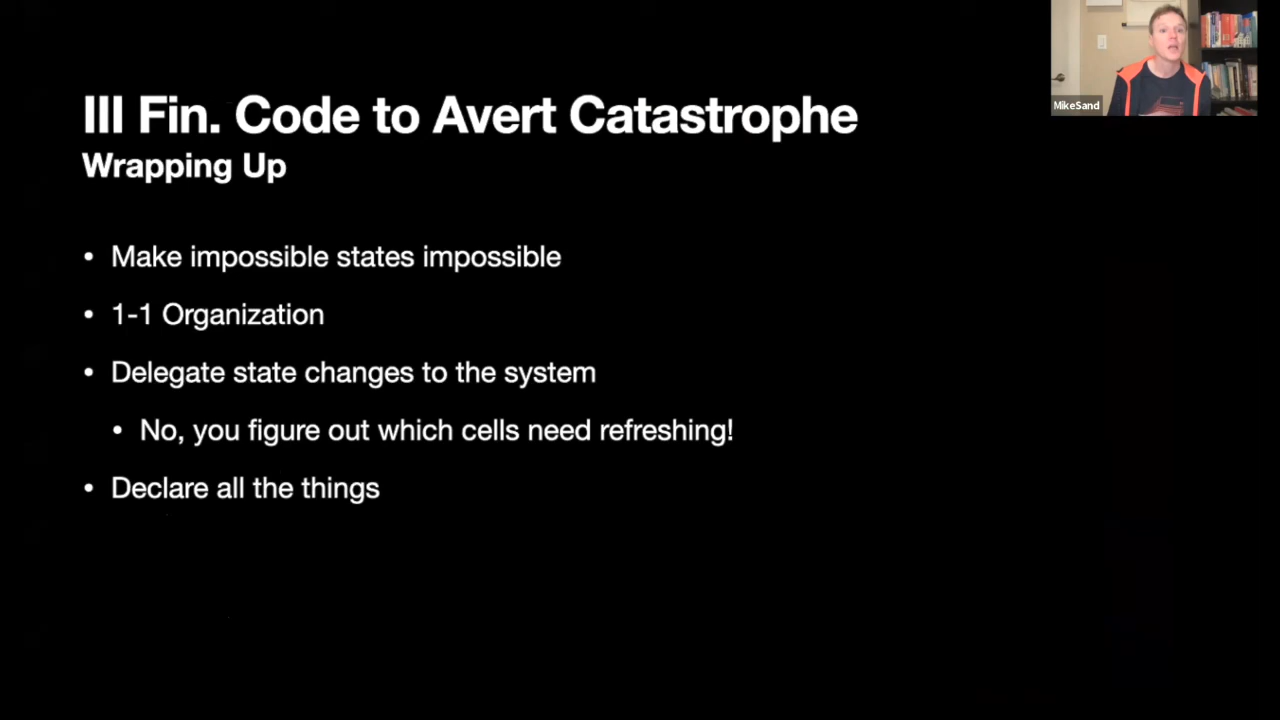 III Fin. Code to Avert Catastrophe
Wrapping Up
• Make impossible states impossible
• 1-1 Organization
• Delegate state changes to the system
• No, you figure out which cells need refreshing!
• Declare all the things
MikeSand